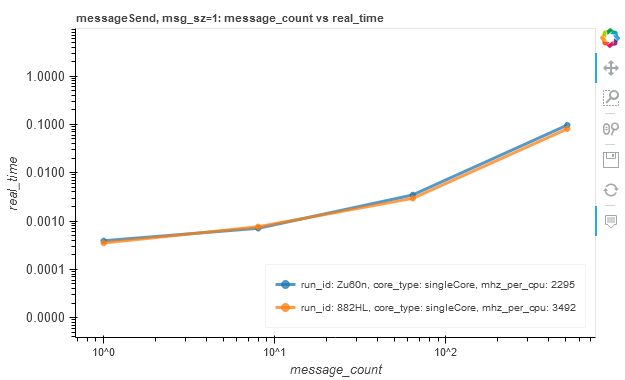 messageSend, msg_sz=1: message_count vs real_time
1.0000
0.1000
0.0100
0.0010
0.0001
0.0000
real_time
run_id: Zu60n, core_type: singleCore, mhz_per_cpu: 2295
run_id: 882HL, core_type: singleCore, mhz_per_cpu: 3492
10^0
10^1
10^2
message_count